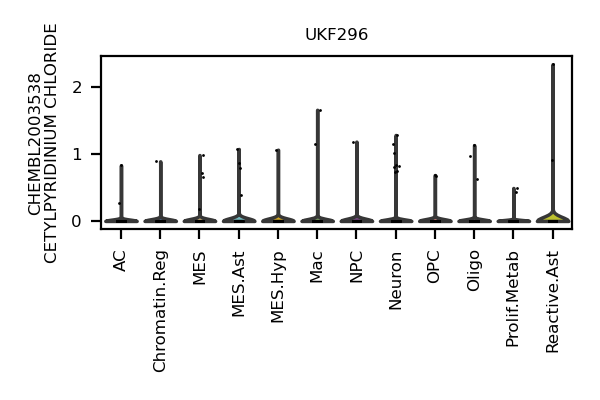 UKF296
CHEMBL2003538
CETYLPYRIDINIUM CHLORIDE
2
1
0
AC
Chromatin.Reg
MES
MES.Ast
MES.Hyp
Mac
NPC
Neuron
OPC
Oligo
Prolif.Metab
Reactive.Ast